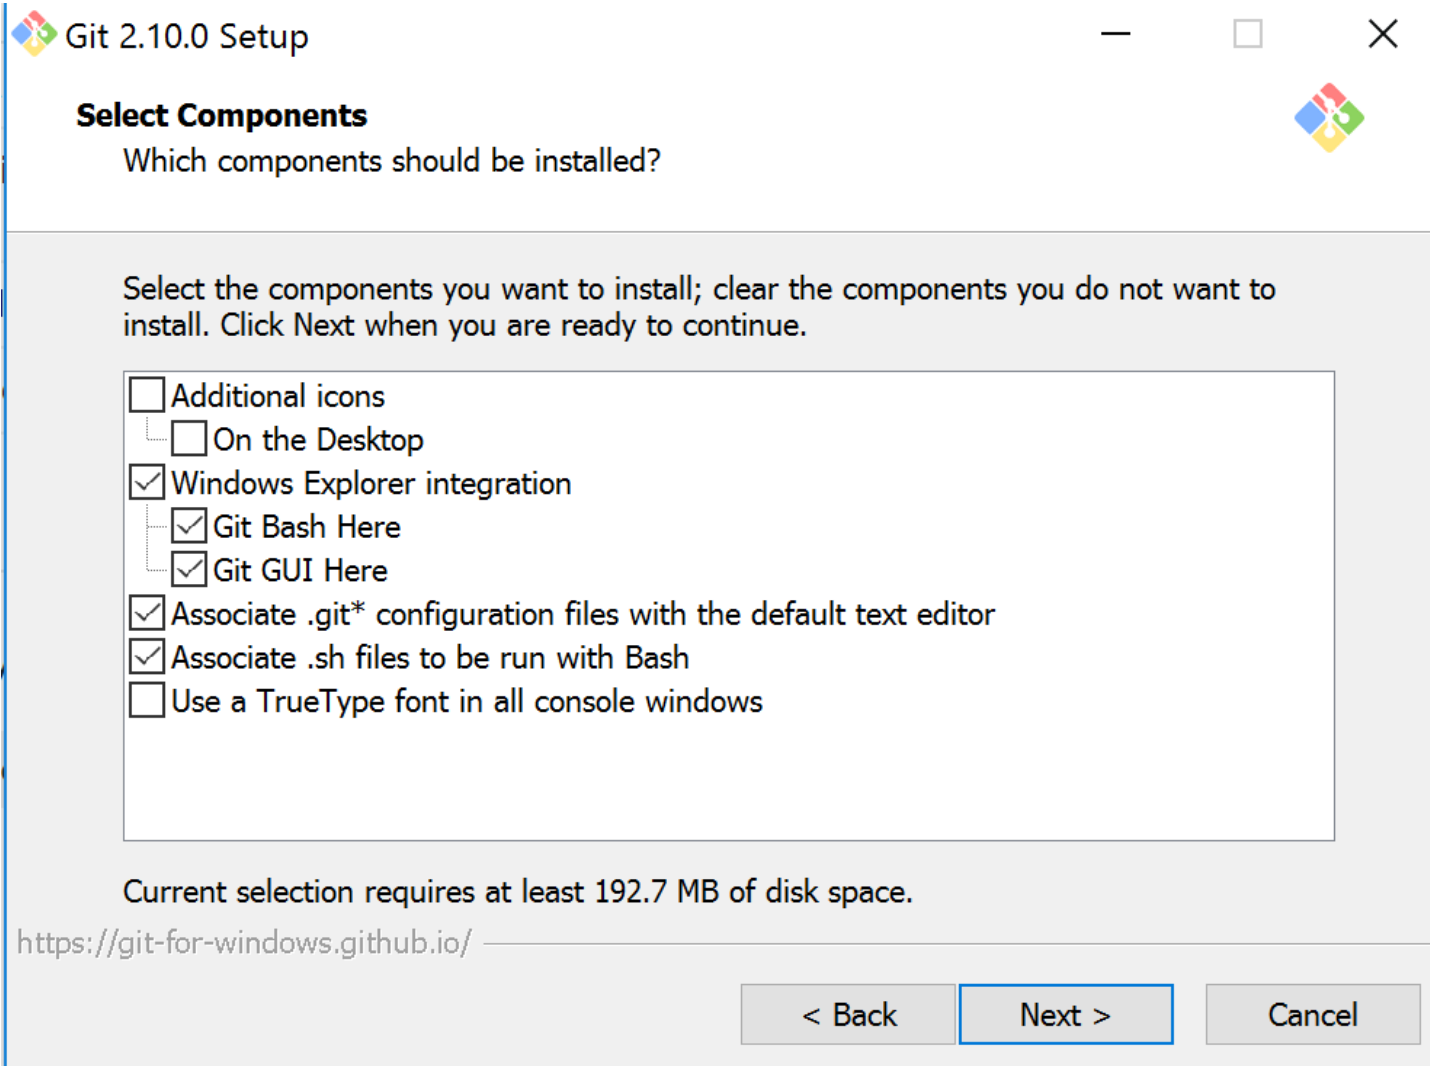 Git 2.10.0 Setup
Select Components
Which components should be installed?
Select the components you want to install; clear the components you do not want to
install. Click Next when you are ready to continue.
Additional icons
On the Desktop
Windows Explorer integration
Git Bash Here
Git GUI Here
Associate .git* configuration files with the default text editor
Associate .sh files to be run with Bash
Use a TrueType font in all console windows
Current selection requires at least 192.7 MB of disk space.
https://git-for-windows.github.io/
< Back
Next >
Cancel